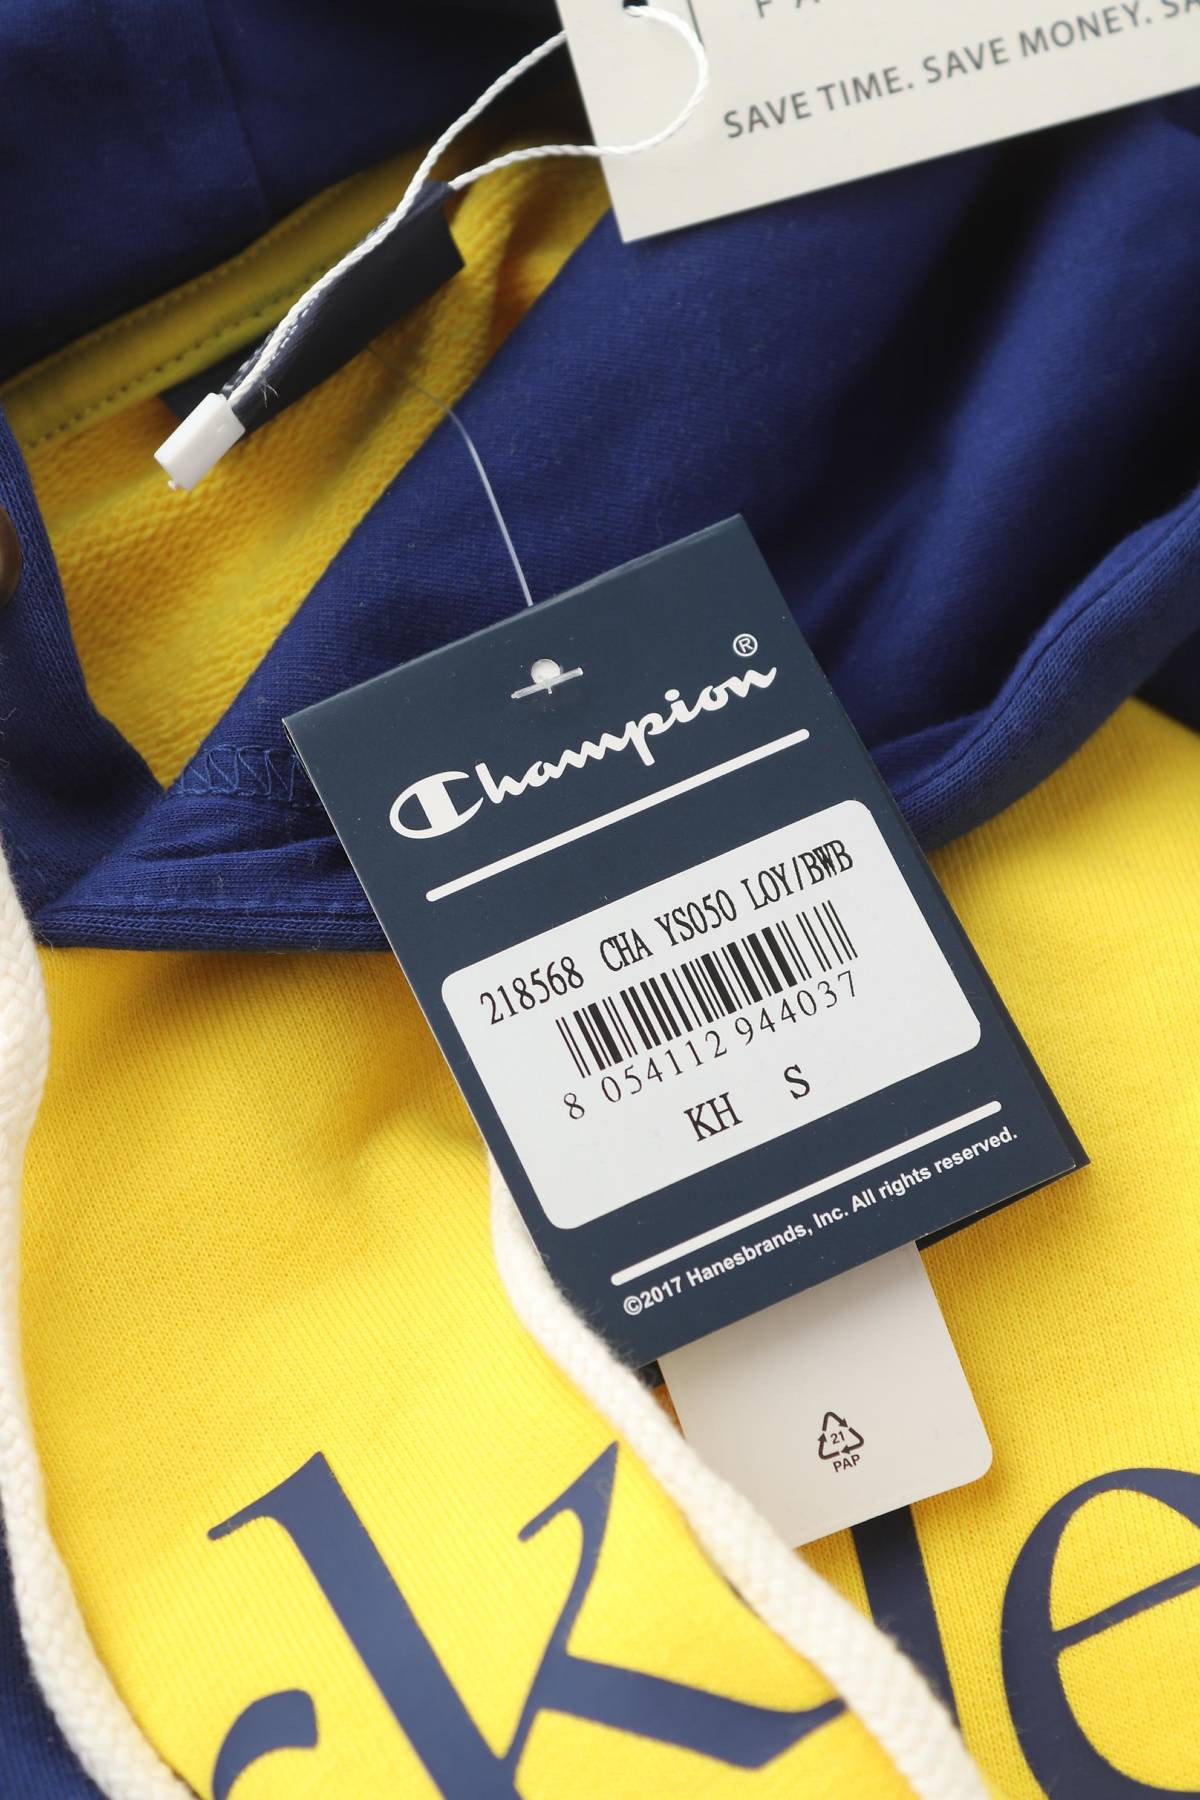 SAVE TIME. SAVE MONEY.
Champion®
218568 CHA YS050 LOY/BWB
8 054112 944037
KH S
©2017 Hanesbrands, Inc. All rights reserved.
21
PAP
k
e